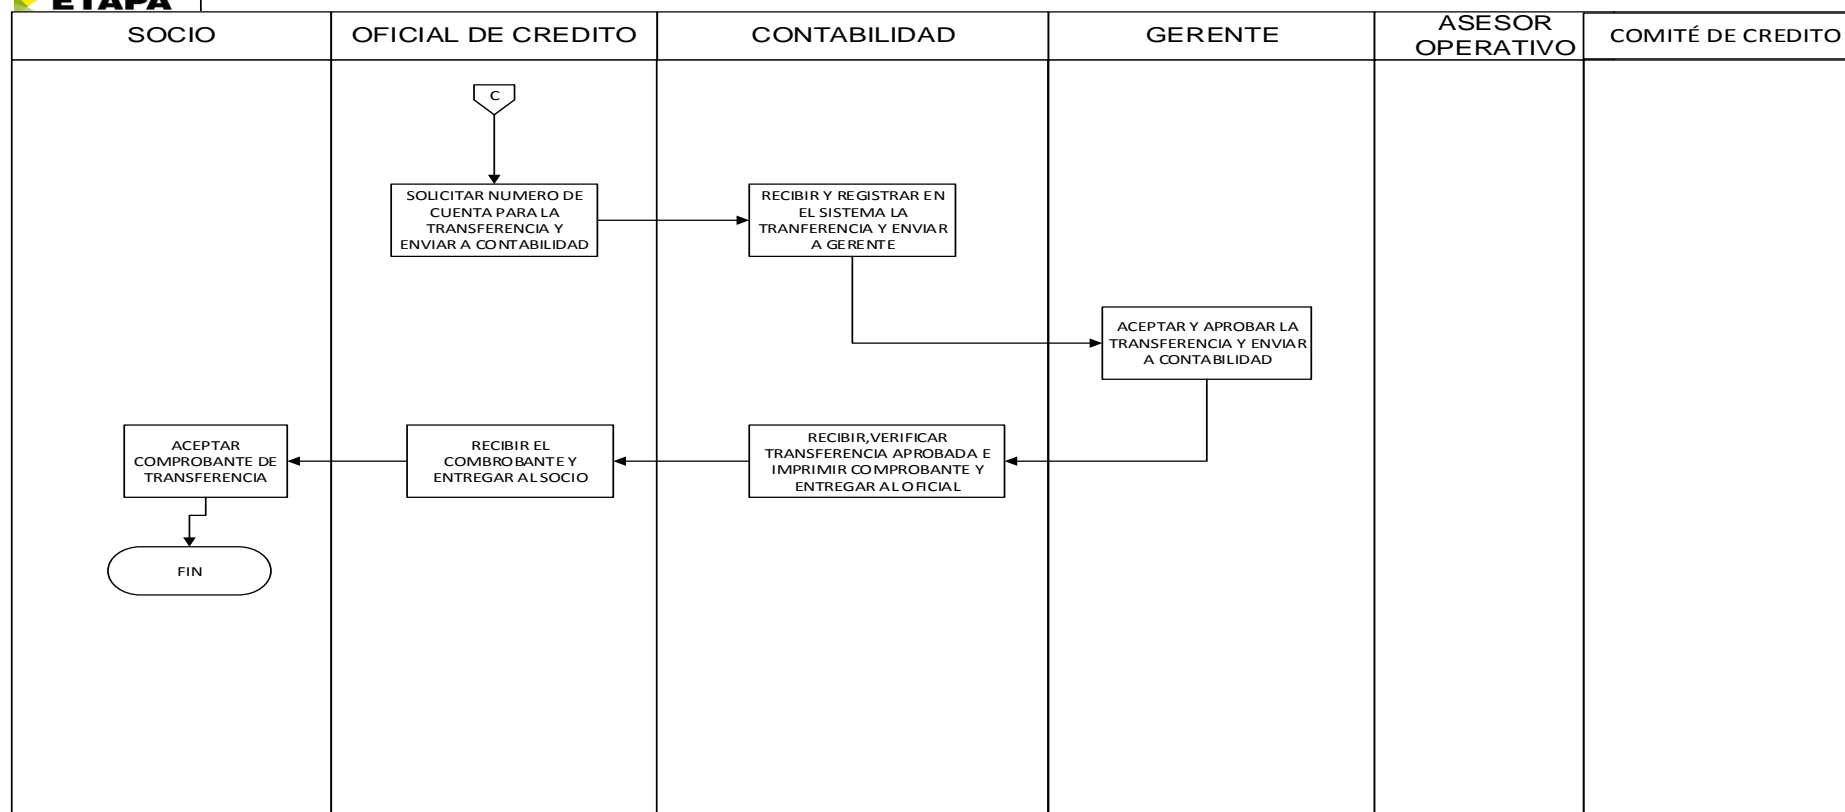 ETAPA
SOCIO
OFICIAL DE CREDITO
CONTABILIDAD
GERENTE
ASESOR
OPERATIVO
COMITÉ DE CREDITO
C
SOLICITAR NUMERO DE
CUENTA PARA LA
TRANSFERENCIA Y
ENVIAR A CONTABILIDAD
RECIBIR Y REGISTRAR EN
EL SISTEMA LA
TRANFERENCIA Y ENVIAR
A GERENTE
ACEPTAR Y APROBAR LA
TRANSFERENCIA Y ENVIAR
A CONTABILIDAD
ACEPTAR
COMPROBANTE DE
TRANSFERENCIA
RECIBIR EL
COMBROBANTE Y
ENTREGAR AL SOCIO
RECIBIR,VERIFICAR
TRANSFERENCIA APROBADA E
IMPRIMIR COMPROBANTE Y
ENTREGAR AL OFICIAL
FIN